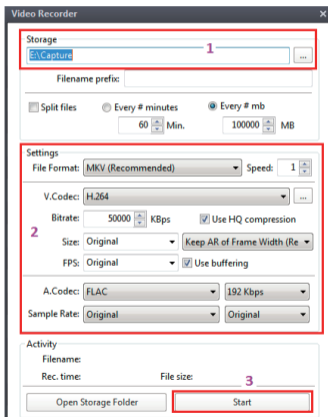 Video Recorder
Storage
1
E:\Capture
...
Filename prefix:
Split files Every # minutes Every # mb
60 Min. 100000 MB
Settings
File Format: MKV (Recommended) Speed: 1
V.Codec: H.264 ...
Bitrate: 50000 KBps Use HQ compression
2
Size: Original Keep AR of Frame Width (Re
FPS: Original Use buffering
A.Codec: FLAC 192 Kbps
Sample Rate: Original Original
Activity
Filename:
Rec. time: File size:
3
Open Storage Folder Start